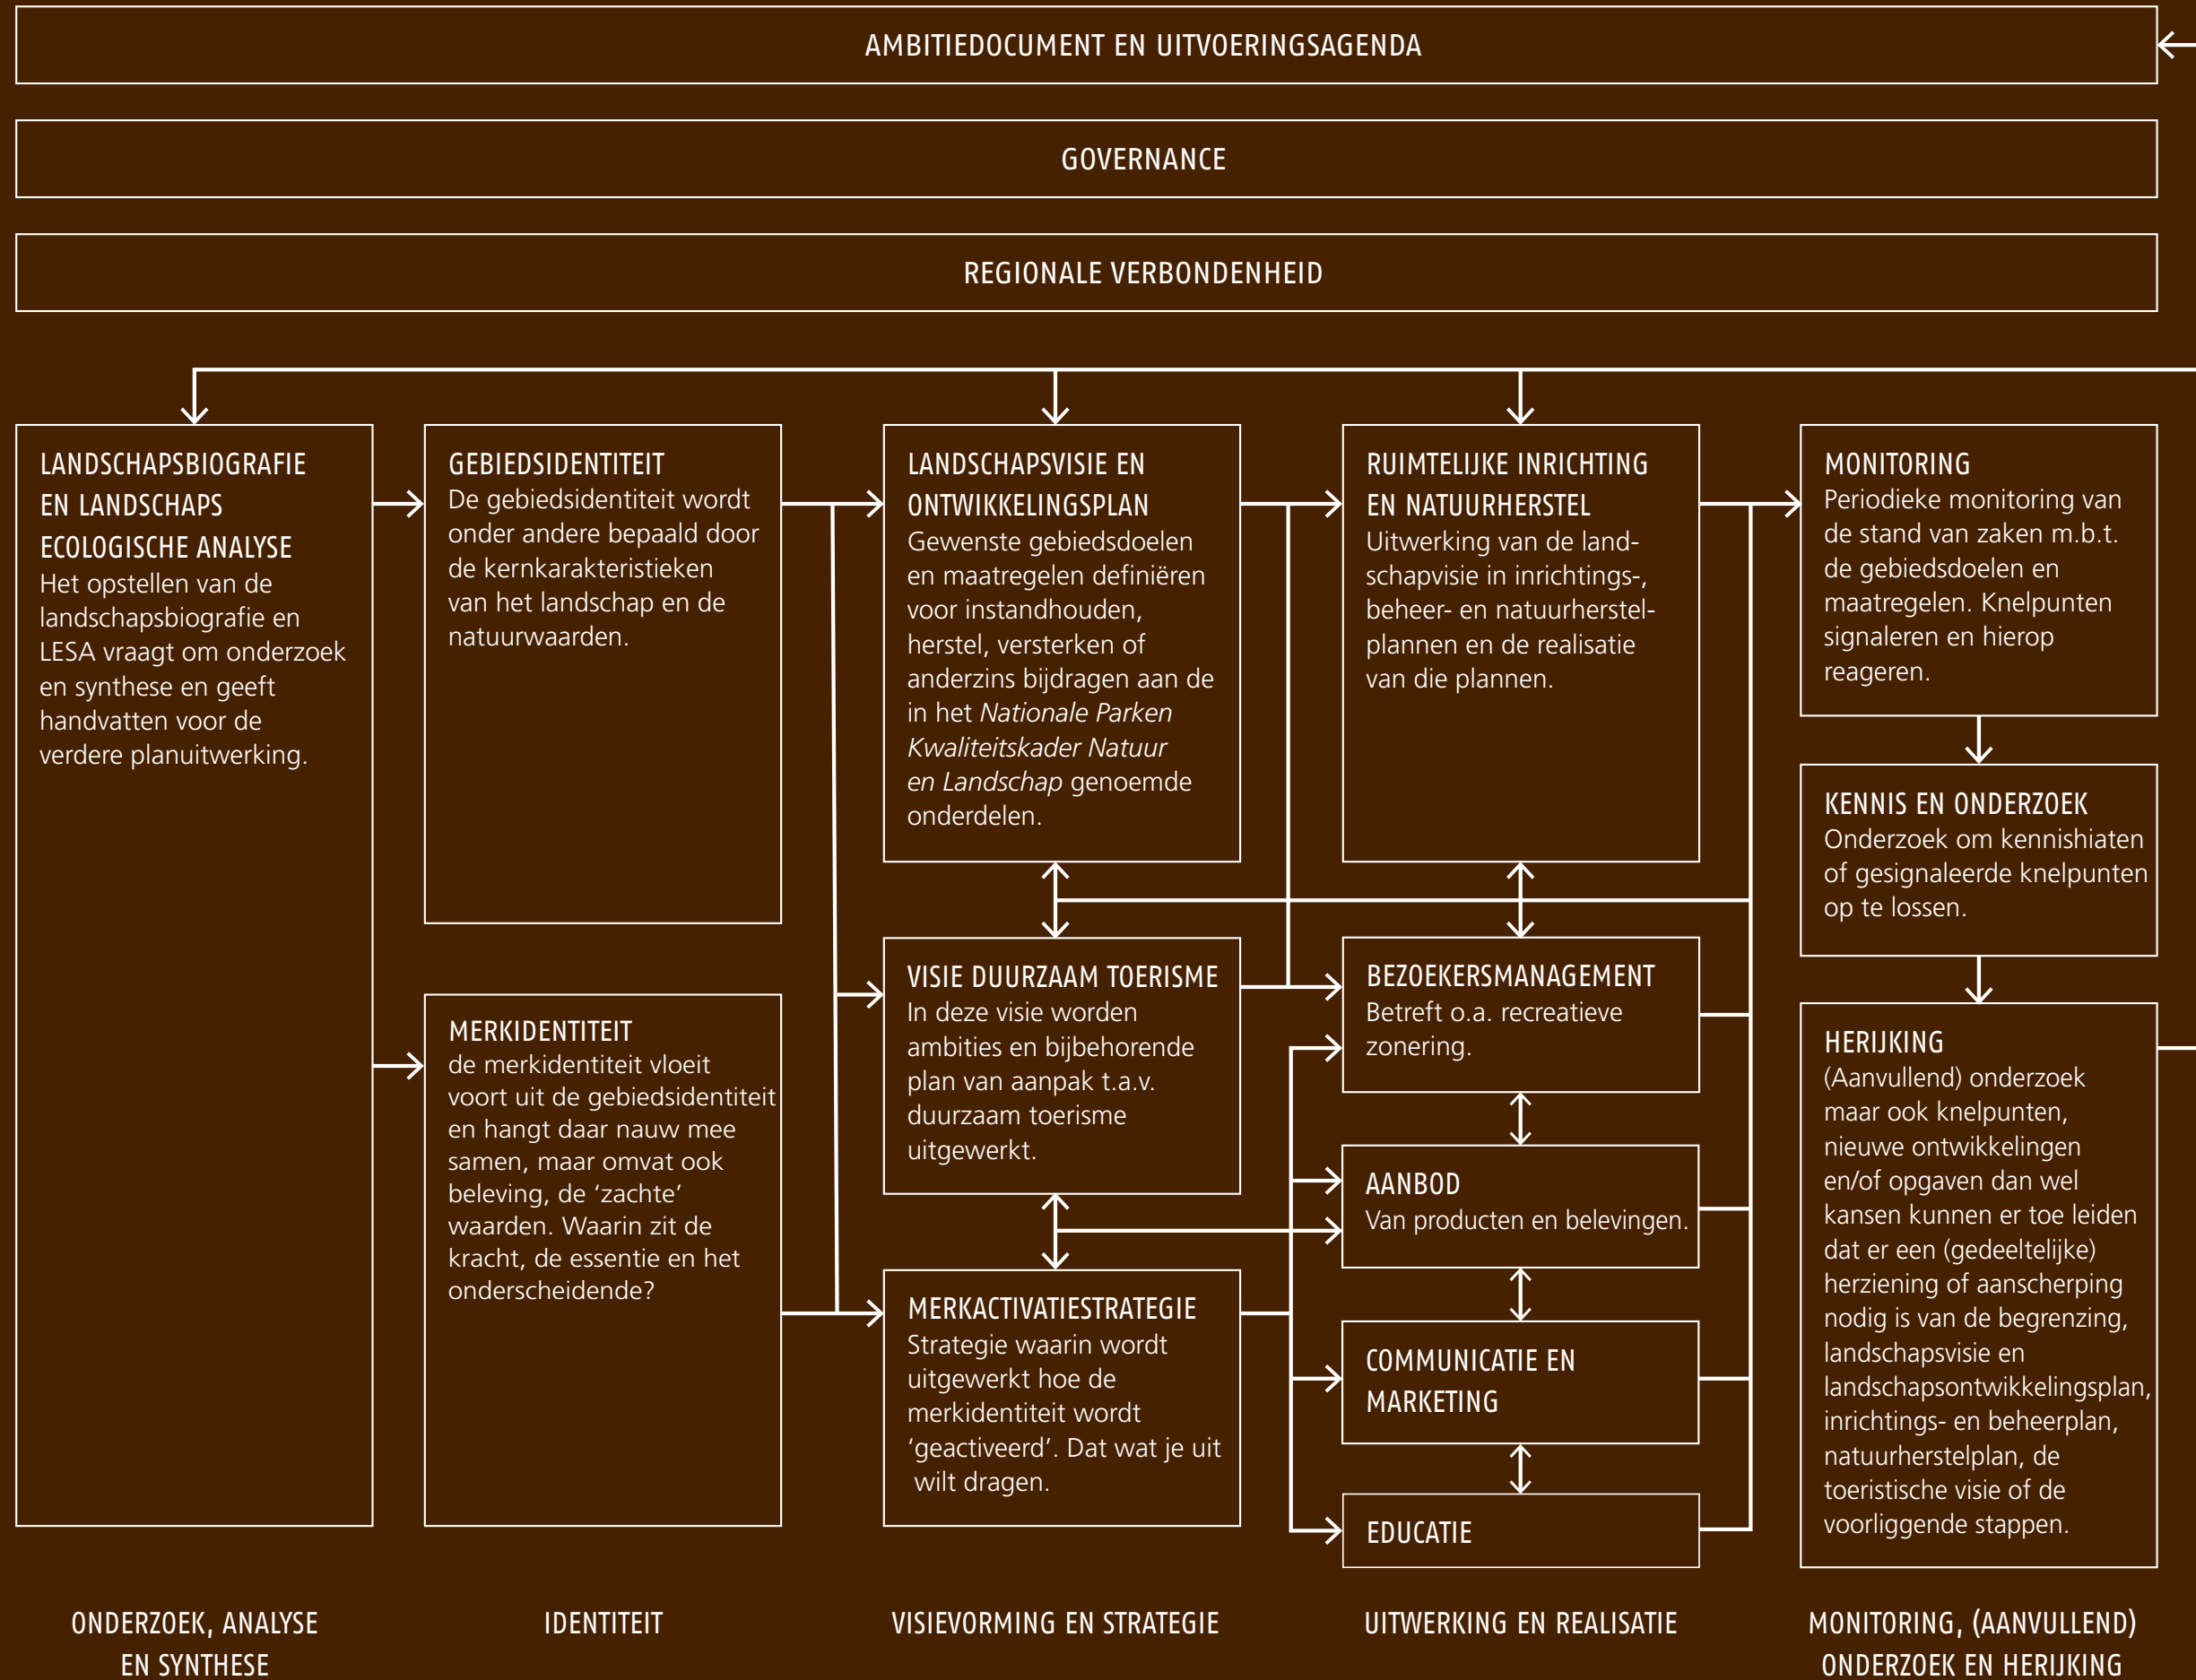 AMBITIEDOCUMENT EN UITVOERINGSAGENDA
GOVERNANCE
REGIONALE VERBONDENHEID
LANDSCHAPSBIOGRAFIE
EN LANDSCHAPS
ECOLOGISCHE ANALYSE
Het opstellen van de
landschapsbiografie en
LESA vraagt om onderzoek
en synthese en geeft
handvatten voor de
verdere planuitwerking.
GEBIEDSIDENTITEIT
De gebiedsidentiteit wordt
onder andere bepaald door
de kernkarakteristieken
van het landschap en de
natuurwaarden.
MERKIDENTITEIT
de merkidentiteit vloeit
voort uit de gebiedsidentiteit
en hangt daar nauw mee
samen, maar omvat ook
beleving, de ‘zachte’
waarden. Waarin zit de
kracht, de essentie en het
onderscheidende?
LANDSCHAPSVISIE EN
ONTWIKKELINGSPLAN
Gewenste gebiedsdoelen
en maatregelen definiëren
voor instandhouden,
herstel, versterken of
anderzins bijdragen aan de
in het Nationale Parken
Kwaliteitskader Natuur
en Landschap genoemde
onderdelen.
VISIE DUURZAAM TOERISME
In deze visie worden
ambities en bijbehorende
plan van aanpak t.a.v.
duurzaam toerisme
uitgewerkt.
MERKACTIVATIESTRATEGIE
Strategie waarin wordt
uitgewerkt hoe de
merkidentiteit wordt
‘geactiveerd’. Dat wat je uit
wilt dragen.
RUIMTELIJKE INRICHTING
EN NATUURHERSTEL
Uitwerking van de land-
schapvisie in inrichtings-,
beheer- en natuurherstel-
plannen en de realisatie
van die plannen.
BEZOEKERSMANAGEMENT
Betreft o.a. recreatieve
zonering.
AANBOD
Van producten en belevingen.
COMMUNICATIE EN
MARKETING
EDUCATIE
MONITORING
Periodieke monitoring van
de stand van zaken m.b.t.
de gebiedsdoelen en
maatregelen. Knelpunten
signaleren en hierop
reageren.
KENNIS EN ONDERZOEK
Onderzoek om kennishiaten
of gesignaleerde knelpunten
op te lossen.
HERIJKING
(Aanvullend) onderzoek
maar ook knelpunten,
nieuwe ontwikkelingen
en/of opgaven dan wel
kansen kunnen er toe leiden
dat er een (gedeeltelijke)
herziening of aanscherping
nodig is van de begrenzing,
landschapsvisie en
landschapsontwikkelingsplan,
inrichtings- en beheerplan,
natuurherstelplan, de
toeristische visie of de
voorliggende stappen.
ONDERZOEK, ANALYSE
EN SYNTHESE
IDENTITEIT
VISIEVORMING EN STRATEGIE
UITWERKING EN REALISATIE
MONITORING, (AANVULLEND)
ONDERZOEK EN HERIJKING